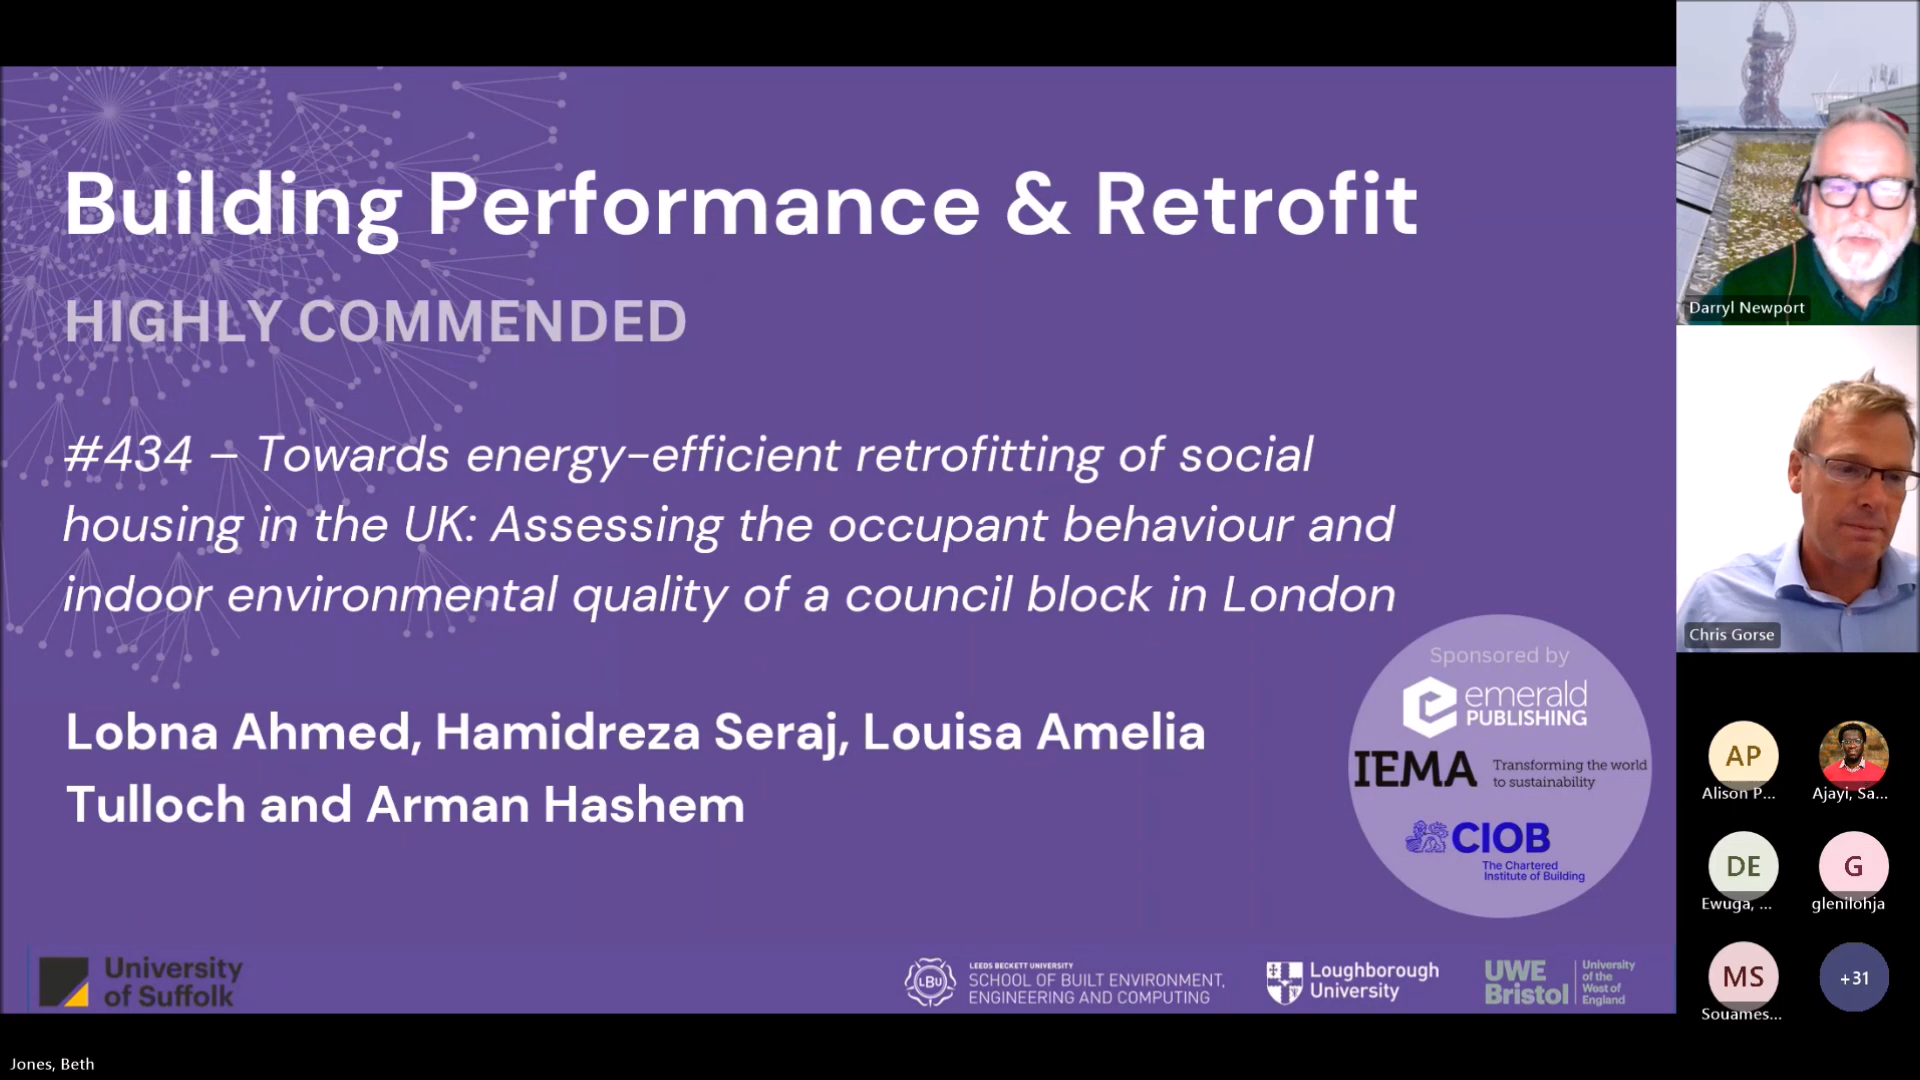 Building Performance & Retrofit
HIGHLY COMMENDED
#434 – Towards energy-efficient retrofitting of social
housing in the UK: Assessing the occupant behaviour and
indoor environmental quality of a council block in London
Lobna Ahmed, Hamidreza Seraj, Louisa Amelia
Tulloch and Arman Hashem
Sponsored by
emerald
PUBLISHING
IEMA
Transforming the world
to sustainability
CIOB
The Chartered
Institute of Building
University
of Suffolk
LBU
LEEDS BECKETT UNIVERSITY
SCHOOL OF BUILT ENVIRONMENT,
ENGINEERING AND COMPUTING
Loughborough
University
UWE
Bristol
University
of the
West of
England
Darryl Newport
Chris Gorse
AP
Alison P...
Ajayi, Sa...
DE
Ewuga, ...
G
glenilohja
MS
Souames...
+31
Jones, Beth